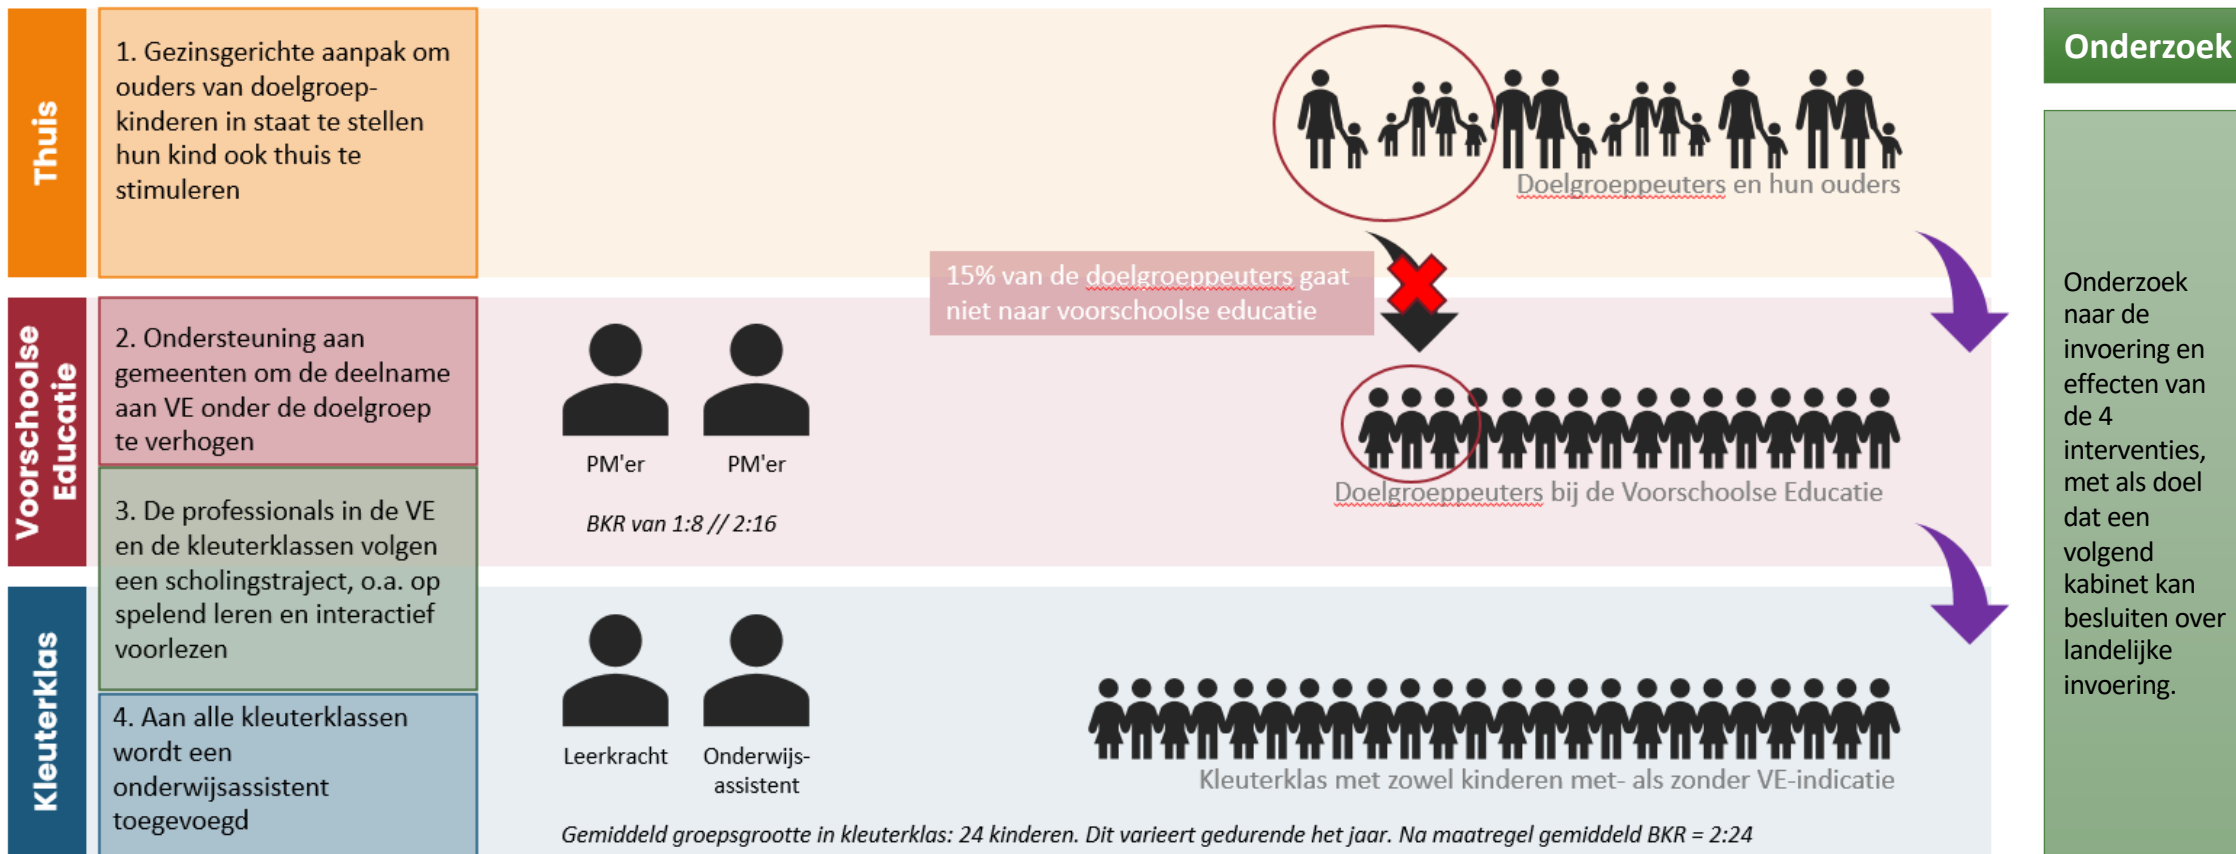 Thuis
1. Gezinsgerichte aanpak om
ouders van doelgroep-
kinderen in staat te stellen
hun kind ook thuis te
stimuleren
Doelgroeppeuters en hun ouders
15% van de doelgroeppeuters gaat
niet naar voorschoolse educatie
Voorschoolse
Educatie
2. Ondersteuning aan
gemeenten om de deelname
aan VE onder de doelgroep
te verhogen
3. De professionals in de VE
en de kleuterklassen volgen
een scholingstraject, o.a. op
spelend leren en interactief
voorlezen
PM'er
PM'er
BKR van 1:8 // 2:16
Doelgroeppeuters bij de Voorschoolse Educatie
Kleuterklas
4. Aan alle kleuterklassen
wordt een
onderwijsassistent
toegevoegd
Leerkracht
Onderwijs-
assistent
Kleuterklas met zowel kinderen met- als zonder VE-indicatie
Gemiddeld groepsgrootte in kleuterklas: 24 kinderen. Dit varieert gedurende het jaar. Na maatregel gemiddeld BKR = 2:24
Onderzoek
Onderzoek
naar de
invoering en
effecten van
de 4
interventies,
met als doel
dat een
volgend
kabinet kan
besluiten over
landelijke
invoering.